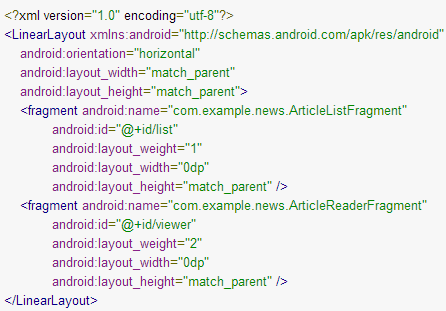 <?xml version="1.0" encoding="utf-8"?>
<LinearLayout xmlns:android="http://schemas.android.com/apk/res/android"
    android:orientation="horizontal"
    android:layout_width="match_parent"
    android:layout_height="match_parent">
    <fragment android:name="com.example.news.ArticleListFragment"
            android:id="@+id/list"
            android:layout_weight="1"
            android:layout_width="0dp"
            android:layout_height="match_parent" />
    <fragment android:name="com.example.news.ArticleReaderFragment"
            android:id="@+id/viewer"
            android:layout_weight="2"
            android:layout_width="0dp"
            android:layout_height="match_parent" />
</LinearLayout>